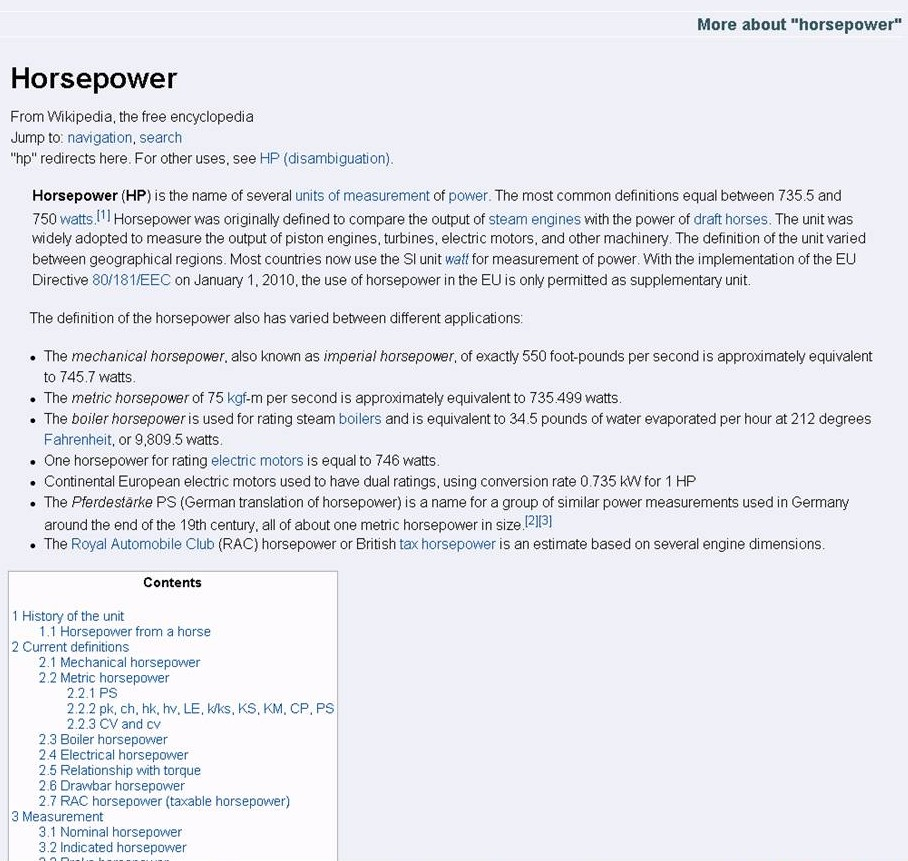 More about "horsepower"
Horsepower
From Wikipedia, the free encyclopedia
Jump to: navigation, search
"hp" redirects here. For other uses, see HP (disambiguation).
Horsepower (HP) is the name of several units of measurement of power. The most common definitions equal between 735.5 and
750 watts.[1] Horsepower was originally defined to compare the output of steam engines with the power of draft horses. The unit was
widely adopted to measure the output of piston engines, turbines, electric motors, and other machinery. The definition of the unit varied
between geographical regions. Most countries now use the SI unit watt for measurement of power. With the implementation of the EU
Directive 80/181/EEC on January 1, 2010, the use of horsepower in the EU is only permitted as supplementary unit.
The definition of the horsepower also has varied between different applications:
• The mechanical horsepower, also known as imperial horsepower, of exactly 550 foot-pounds per second is approximately equivalent
to 745.7 watts.
• The metric horsepower of 75 kgf-m per second is approximately equivalent to 735.499 watts.
• The boiler horsepower is used for rating steam boilers and is equivalent to 34.5 pounds of water evaporated per hour at 212 degrees
Fahrenheit, or 9,809.5 watts.
• One horsepower for rating electric motors is equal to 746 watts.
• Continental European electric motors used to have dual ratings, using conversion rate 0.735 kW for 1 HP
• The Pferdestärke PS (German translation of horsepower) is a name for a group of similar power measurements used in Germany
around the end of the 19th century, all of about one metric horsepower in size.[2][3]
• The Royal Automobile Club (RAC) horsepower or British tax horsepower is an estimate based on several engine dimensions.
Contents
1 History of the unit
1.1 Horsepower from a horse
2 Current definitions
2.1 Mechanical horsepower
2.2 Metric horsepower
2.2.1 PS
2.2.2 pk, ch, hk, hv, LE, k/ks, KS, KM, CP, PS
2.2.3 CV and cv
2.3 Boiler horsepower
2.4 Electrical horsepower
2.5 Relationship with torque
2.6 Drawbar horsepower
2.7 RAC horsepower (taxable horsepower)
3 Measurement
3.1 Nominal horsepower
3.2 Indicated horsepower